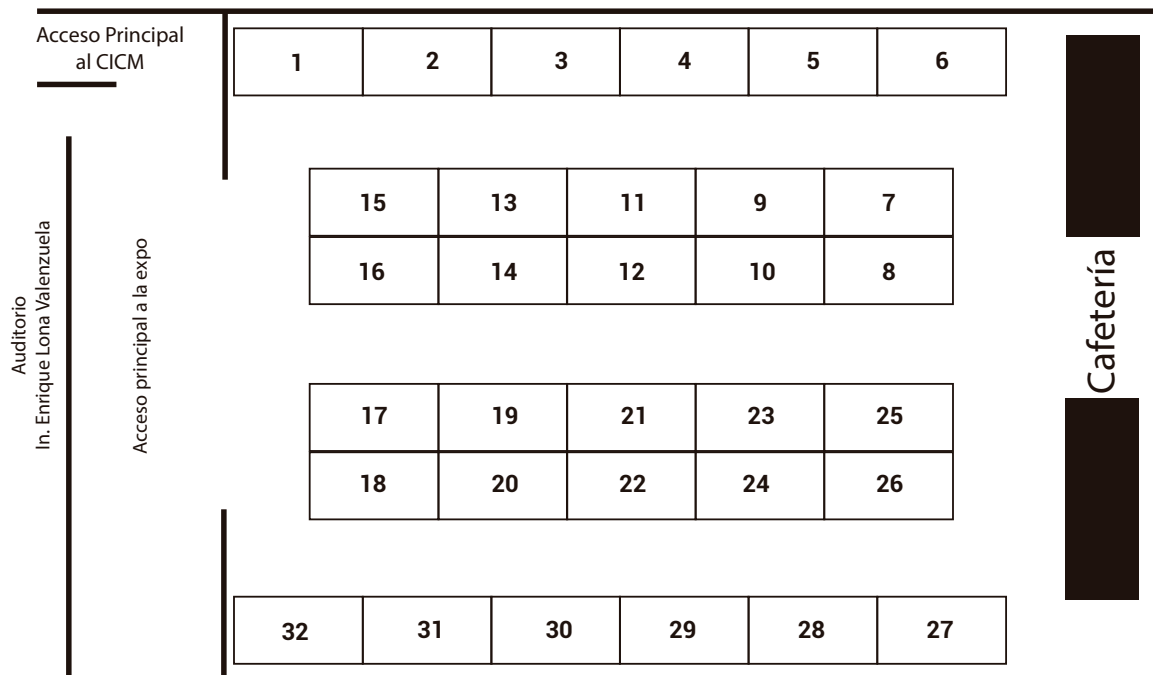 Acceso Principal
al CICM
1 2 3 4 5 6
15 13 11 9 7
16 14 12 10 8
Auditorio
In. Enrique Lona Valenzuela
Acceso principal a la expo
Cafetería
17 19 21 23 25
18 20 22 24 26
32 31 30 29 28 27